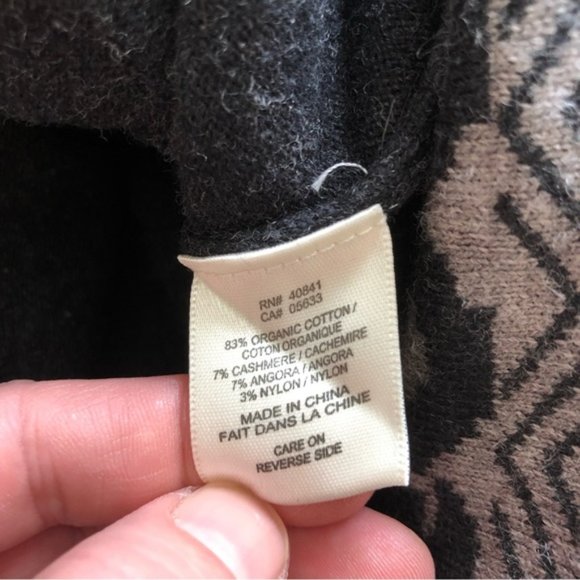 RN# 40841
CA# 05633
83% ORGANIC COTTON /
COTON ORGANIQUE
7% CASHMERE / CACHEMIRE
7% ANGORA / ANGORA
3% NYLON / NYLON
MADE IN CHINA
FAIT DANS LA CHINE
CARE ON
REVERSE SIDE